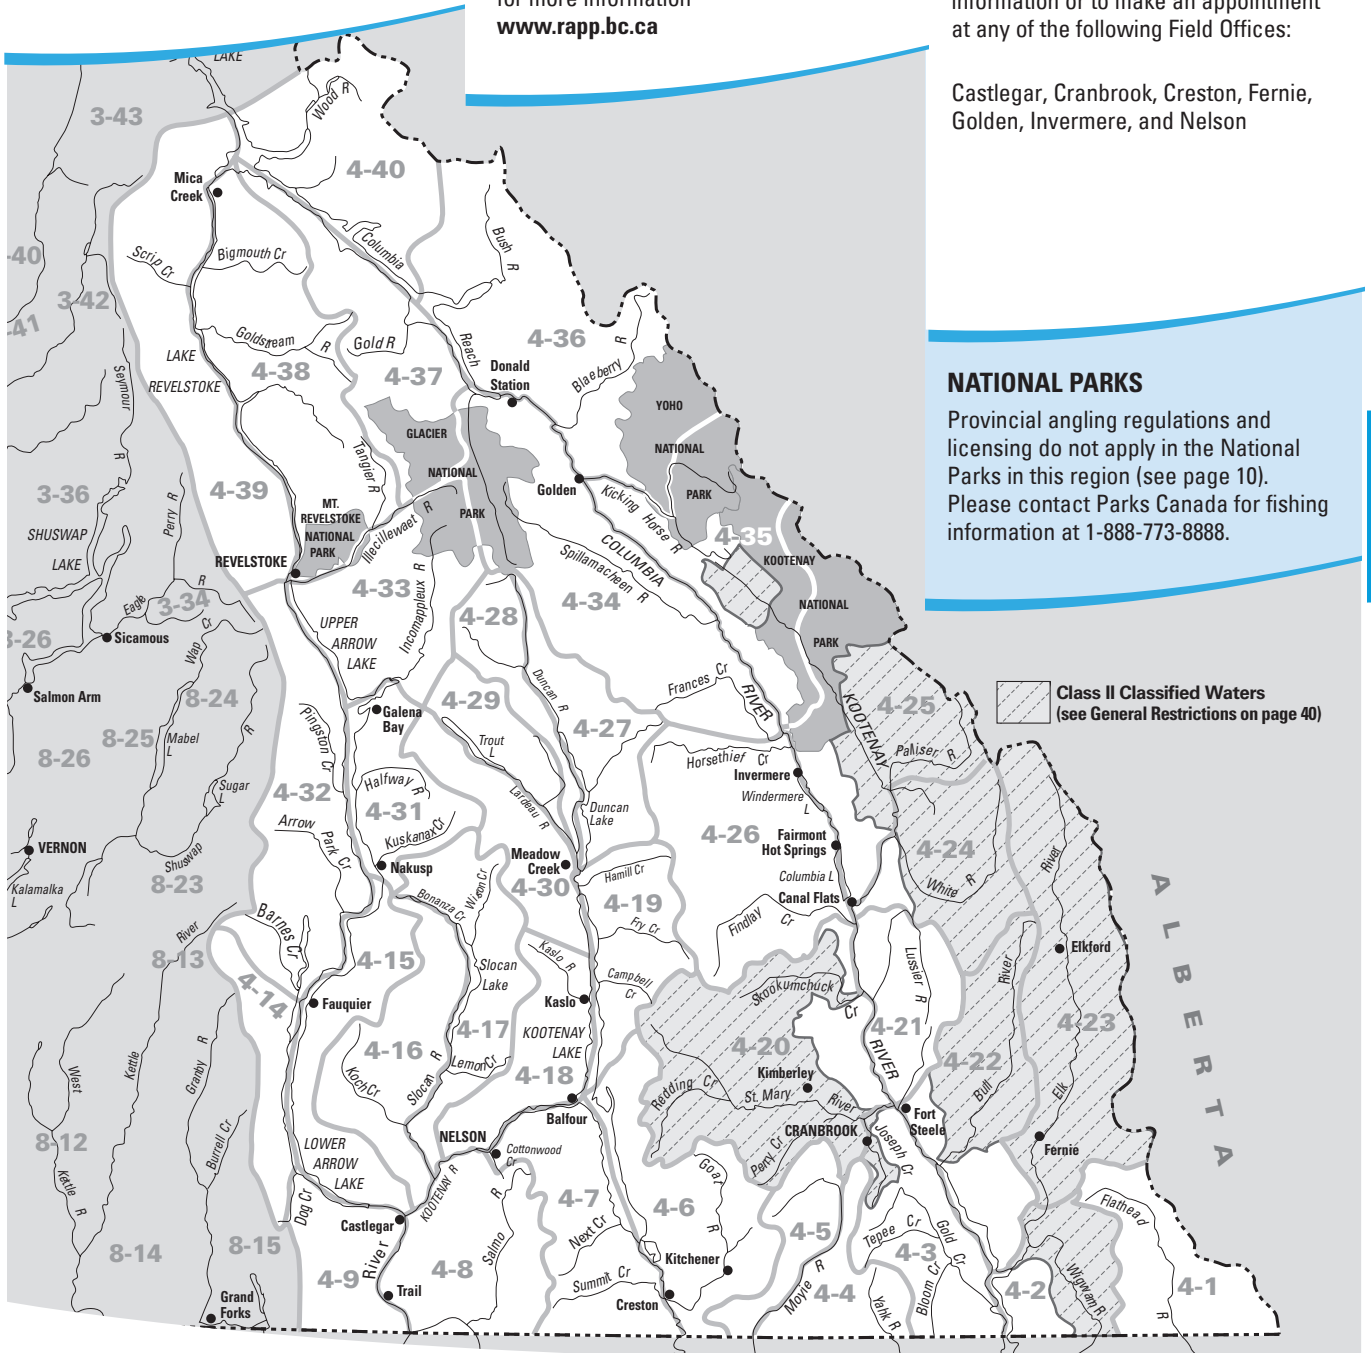 for more information
www.rapp.bc.ca
information or to make an appointment
at any of the following Field Offices:
Castlegar, Cranbrook, Creston, Fernie,
Golden, Invermere, and Nelson
NATIONAL PARKS
Provincial angling regulations and
licensing do not apply in the National
Parks in this region (see page 10).
Please contact Parks Canada for fishing
information at 1-888-773-8888.
Class II Classified Waters
(see General Restrictions on page 40)
LAKE
3-43
Wood R
4-40
Mica
Creek
Columbia
Bush R
-40
Scrip Cr
Bigmouth Cr
3-42
-41
Goldstream R
Gold R
Reach
4-36
LAKE
REVELSTOKE
4-38
4-37
Donald
Station
Blaeberry R
Seymour R
YOHO
NATIONAL
PARK
GLACIER
NATIONAL
PARK
Tangier R
4-39
Golden
Kicking Horse R
3-36
Perry R
MT.
REVELSTOKE
NATIONAL
PARK
Illecillewaet R
SHUSWAP
LAKE
REVELSTOKE
COLUMBIA
RIVER
4-35
KOOTENAY
NATIONAL
PARK
Spillamacheen R
4-33
4-34
4-28
Incomappleux R
Eagle R
3-34
3-26
Sicamous
Wap Cr
UPPER
ARROW
LAKE
Salmon Arm
8-24
Frances Cr
KOOTENAY
4-25
Duncan R
4-29
Pingston Cr
Galena
Bay
4-27
8-25
Mabel
L
8-26
Trout
L
Palliser R
Horsethief Cr
Invermere
Windermere
L
Sugar
L
R
Halfway R
4-32
4-31
Lardeau R
Duncan
Lake
Arrow Park Cr
Kuskanax Cr
4-26
Fairmont
Hot Springs
4-24
River
VERNON
Shuswap
Nakusp
Meadow
Creek
4-30
Hamill Cr
Columbia L
White R
Kalamalka
L
8-23
Bonanza Cr
Wilson Cr
4-19
Canal Flats
ALBERTA
River
Barnes Cr
Fry Cr
Findlay Cr
Elkford
8-13
4-15
Slocan
Lake
Kaslo R
Campbell
Cr
Lussier R
River
4-14
Fauquier
Kaslo
Skookumchuck Cr
4-17
KOOTENAY
LAKE
4-21
4-23
RIVER
Kettle
Granby R
4-16
Lemon Cr
4-20
4-22
West
Koch Cr
Slocan R
4-18
Kimberley
Redding Cr
St. Mary River
Bull
Elk
Balfour
Fort
Steele
8-12
Burrell Cr
LOWER
ARROW
LAKE
NELSON
Cottonwood
Cr
CRANBROOK
Joseph Cr
Fernie
Perry Cr
Goat R
Kettle R
Dog Cr
KOOTENAY R
4-7
4-6
Flathead R
Castlegar
Next Cr
4-5
Tepee Cr
Gold Cr
8-14
8-15
River
Salmo R
Kitchener
4-3
4-9
4-8
Summit Cr
Moyie R
4-4
Bloom Cr
4-2
Wigwam R
4-1
Trail
Creston
Yahk R
Grand
Forks